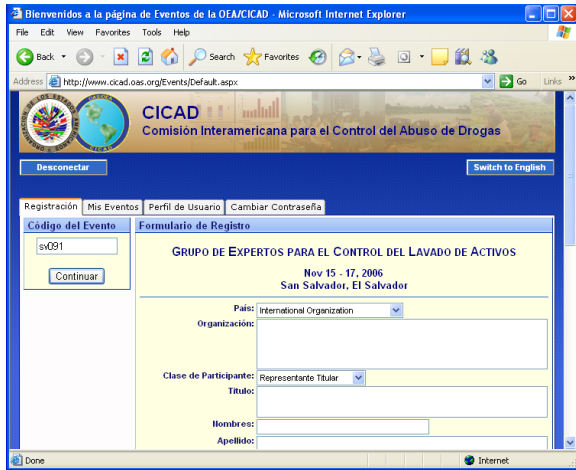 Bienvenidos a la página de Eventos de la OEA/CICAD - Microsoft Internet Explorer
File Edit View Favorites Tools Help
Back Search Favorites
Address http://www.cicad.oas.org/Events/Default.aspx Go Links »
CICAD
Comisión Interamericana para el Control del Abuso de Drogas
Desconectar Switch to English
Registración Mis Eventos Perfil de Usuario Cambiar Contraseña
Código del Evento Formulario de Registro
sv091
Continuar
GRUPO DE EXPERTOS PARA EL CONTROL DEL LAVADO DE ACTIVOS
Nov 15 - 17, 2006
San Salvador, El Salvador
País: International Organization
Organización:
Clase de Participante: Representante Titular
Título:
Nombres:
Apellido:
Done Internet